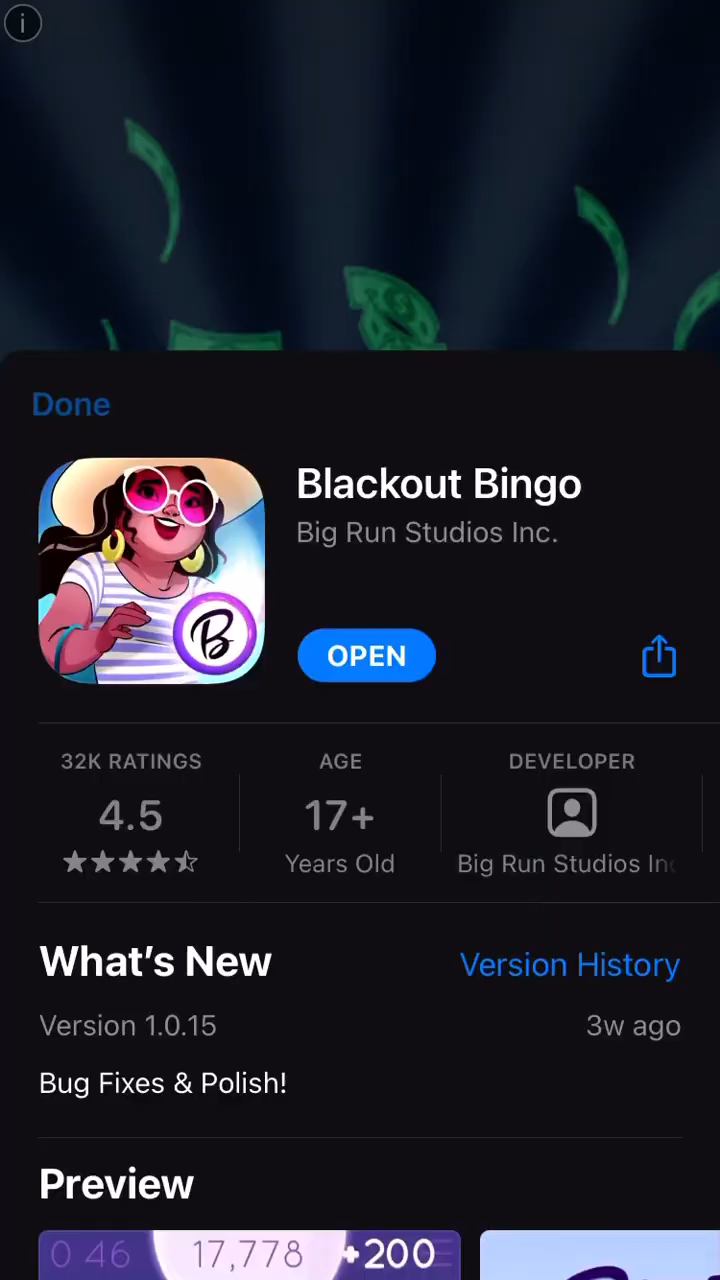 i
Done
Blackout Bingo
Big Run Studios Inc.
OPEN
B
32K RATINGS
AGE
DEVELOPER
4.5
17+
Years Old
Big Run Studios Inc
What's New
Version History
Version 1.0.15
3w ago
Bug Fixes & Polish!
Preview
0 46
17,778
+200